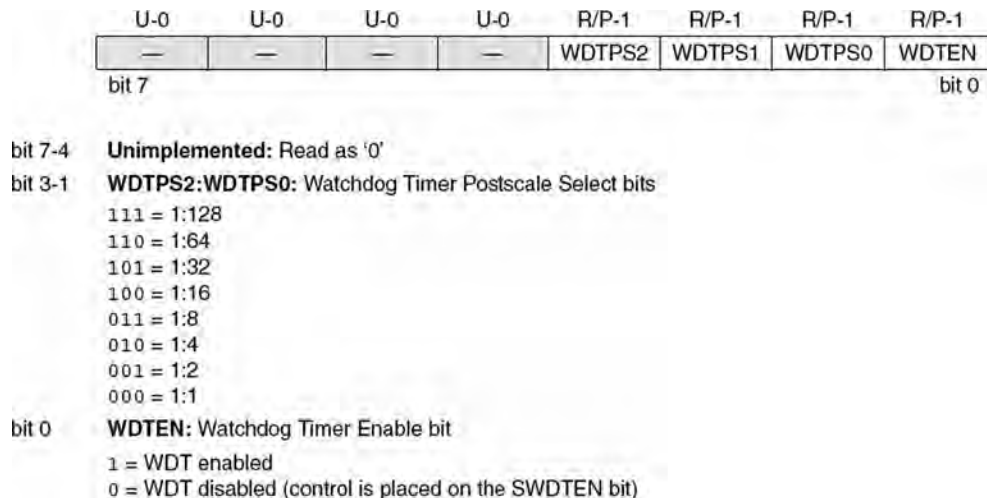 U-0 U-0 U-0 U-0 R/P-1 R/P-1 R/P-1 R/P-1
— — — — WDTPS2 WDTPS1 WDTPS0 WDTEN
bit 7 bit 0
bit 7-4 Unimplemented: Read as ‘0’
bit 3-1 WDTPS2:WDTPS0: Watchdog Timer Postscale Select bits
111 = 1:128
110 = 1:64
101 = 1:32
100 = 1:16
011 = 1:8
010 = 1:4
001 = 1:2
000 = 1:1
bit 0 WDTEN: Watchdog Timer Enable bit
1 = WDT enabled
0 = WDT disabled (control is placed on the SWDTEN bit)